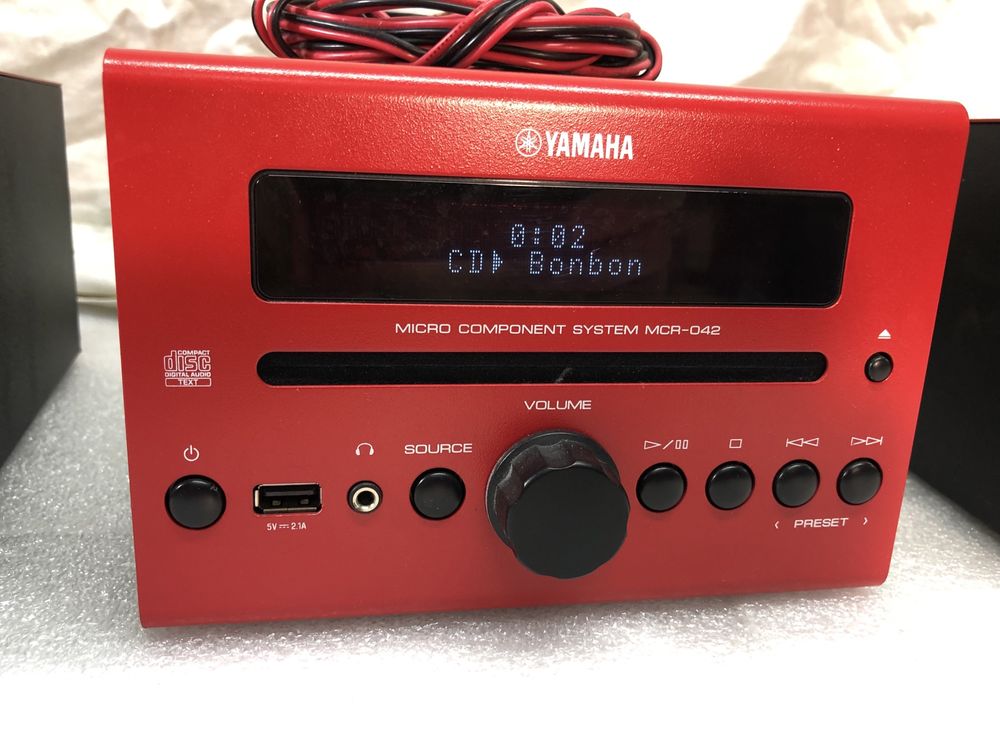 YAMAHA
0:02
CD Bonbon
MICRO COMPONENT SYSTEM MCR-042
COMPACT
disc
DIGITAL AUDIO
TEXT
VOLUME
SOURCE
5V 2.1A
PRESET